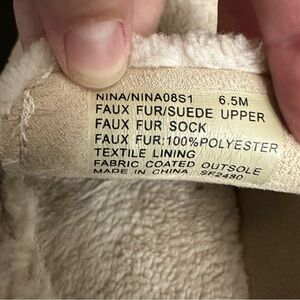 NINA/NINA08S1 6.5M
FAUX FUR/SUEDE UPPER
FAUX FUR SOCK
FAUX FUR:100%POLYESTER
TEXTILE LINING
FABRIC COATED OUTSOLE
MADE IN CHINA SF2480